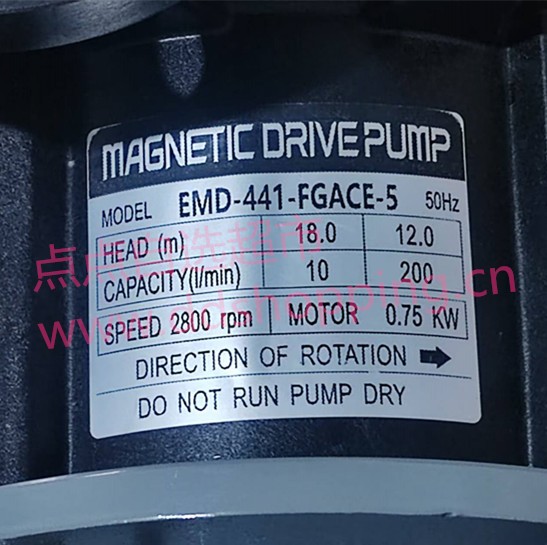 MAGNETIC DRIVE PUMP
MODEL EMD-441-FGACE-5 50Hz
HEAD (m) 18.0 12.0
CAPACITY(l/min) 10 200
SPEED 2800 rpm MOTOR 0.75 KW
DIRECTION OF ROTATION
DO NOT RUN PUMP DRY